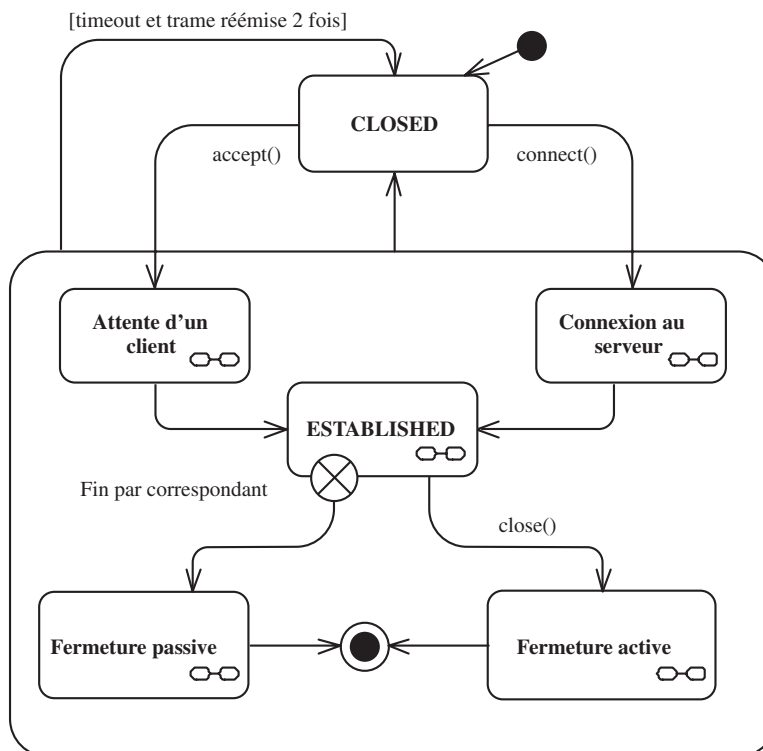 [timeout et trame réémise 2 fois]
CLOSED
accept()
connect()
Attente d'un
client
Connexion au
serveur
ESTABLISHED
Fin par correspondant
close()
Fermeture passive
Fermeture active